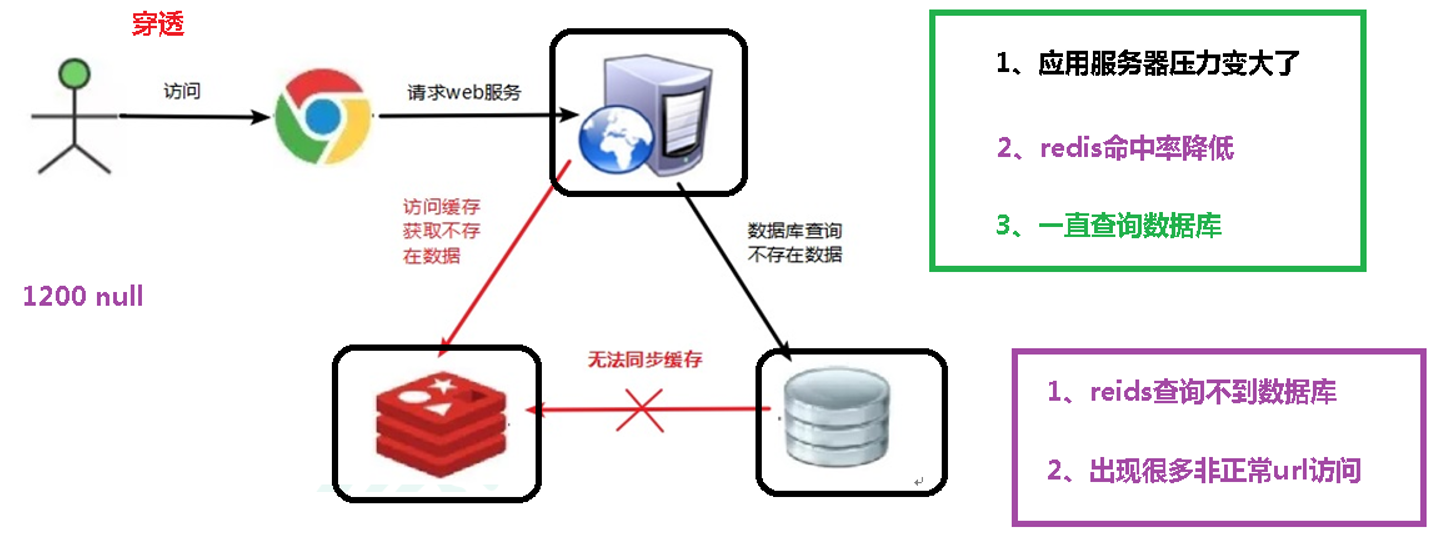 穿透
访问
请求web服务
访问缓存
获取不存
在数据
数据库查询
不存在数据
1200 null
无法同步缓存
1、应用服务器压力变大了
2、redis命中率降低
3、一直查询数据库
1、reids查询不到数据库
2、出现很多非正常url访问